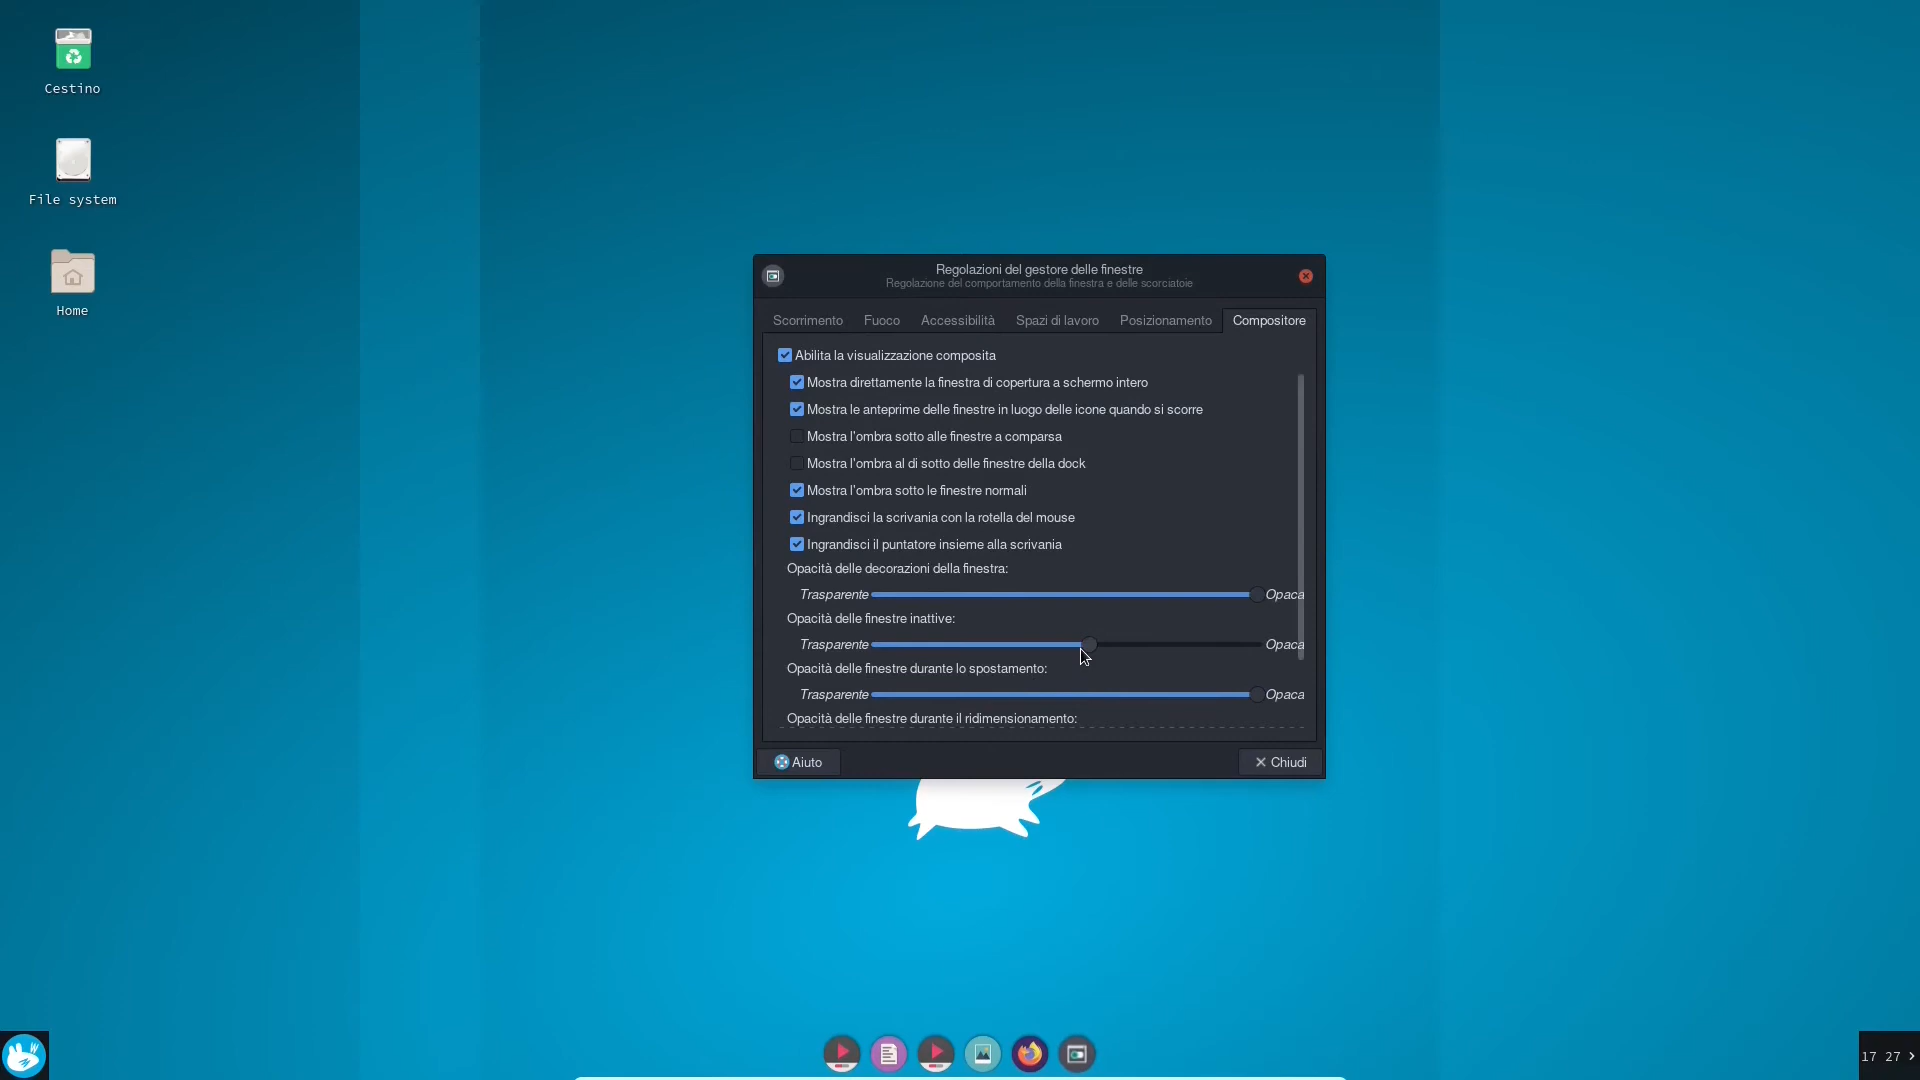 Cestino
File system
Home
Regolazioni del gestore delle finestre
Regolazione del comportamento della finestra e delle scorciatoie
Scorrimento Fuoco Accessibilità Spazi di lavoro Posizionamento Compositore
Abilita la visualizzazione composita
Mostra direttamente la finestra di copertura a schermo intero
Mostra le anteprime delle finestre in luogo delle icone quando si scorre
Mostra l'ombra sotto alle finestre a comparsa
Mostra l'ombra al di sotto delle finestre della dock
Mostra l'ombra sotto le finestre normali
Ingrandisci la scrivania con la rotella del mouse
Ingrandisci il puntatore insieme alla scrivania
Opacità delle decorazioni della finestra:
Trasparente Opaca
Opacità delle finestre inattive:
Trasparente Opaca
Opacità delle finestre durante lo spostamento:
Trasparente Opaca
Opacità delle finestre durante il ridimensionamento:
Aiuto Chiudi
17 27